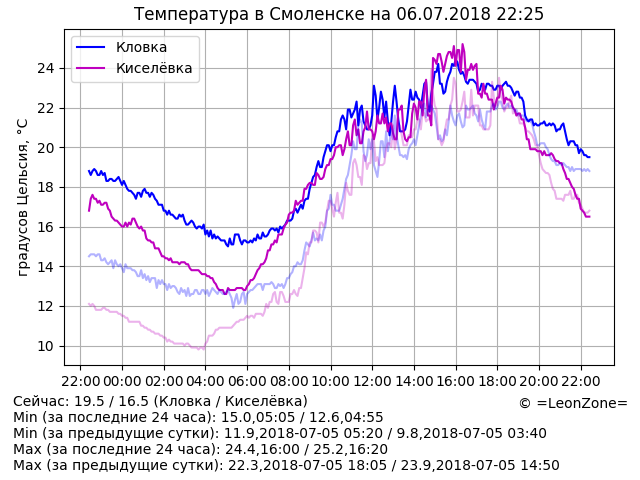 Температура в Смоленске на 06.07.2018 22:25
Кловка
Киселёвка
градусов Цельсия, °C
24
22
20
18
16
14
12
10
22:00 00:00 02:00 04:00 06:00 08:00 10:00 12:00 14:00 16:00 18:00 20:00 22:00
Сейчас: 19.5 / 16.5 (Кловка / Киселёвка)
© =LeonZone=
Min (за последние 24 часа): 15.0,05:05 / 12.6,04:55
Min (за предыдущие сутки): 11.9,2018-07-05 05:20 / 9.8,2018-07-05 03:40
Max (за последние 24 часа): 24.4,16:00 / 25.2,16:20
Max (за предыдущие сутки): 22.3,2018-07-05 18:05 / 23.9,2018-07-05 14:50